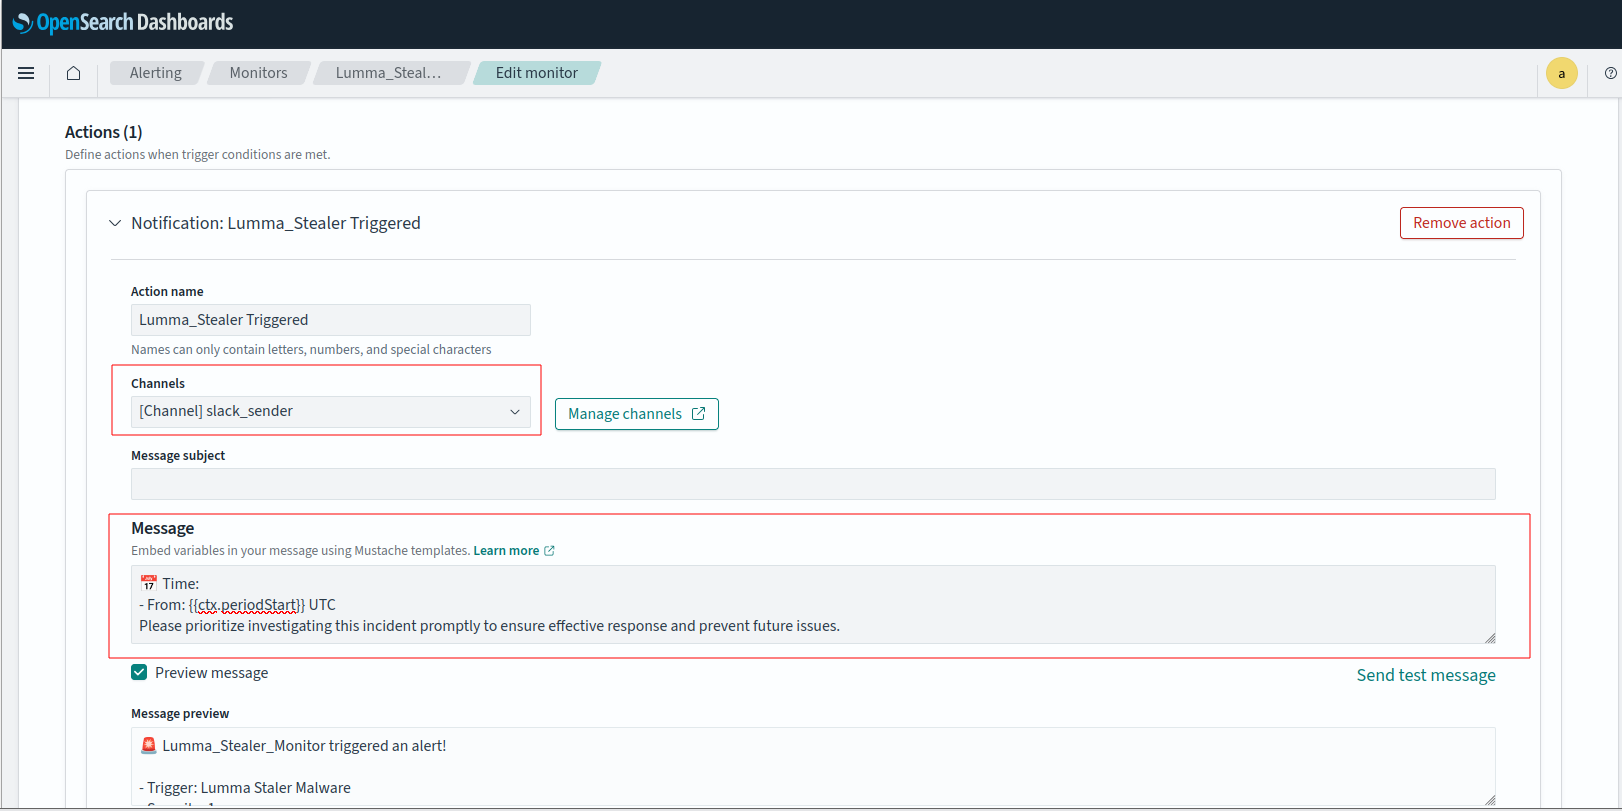 OpenSearch Dashboards
Alerting
Monitors
Lumma_Steal…
Edit monitor
a
Actions (1)
Define actions when trigger conditions are met.
Notification: Lumma_Stealer Triggered
Remove action
Action name
Lumma_Stealer Triggered
Names can only contain letters, numbers, and special characters
Channels
[Channel] slack_sender
Manage channels
Message subject
Message
Embed variables in your message using Mustache templates. Learn more
📅 Time:
- From: {{ctx.periodStart}} UTC
Please prioritize investigating this incident promptly to ensure effective response and prevent future issues.
Preview message
Send test message
Message preview
🚨 Lumma_Stealer_Monitor triggered an alert!
- Trigger: Lumma Staler Malware